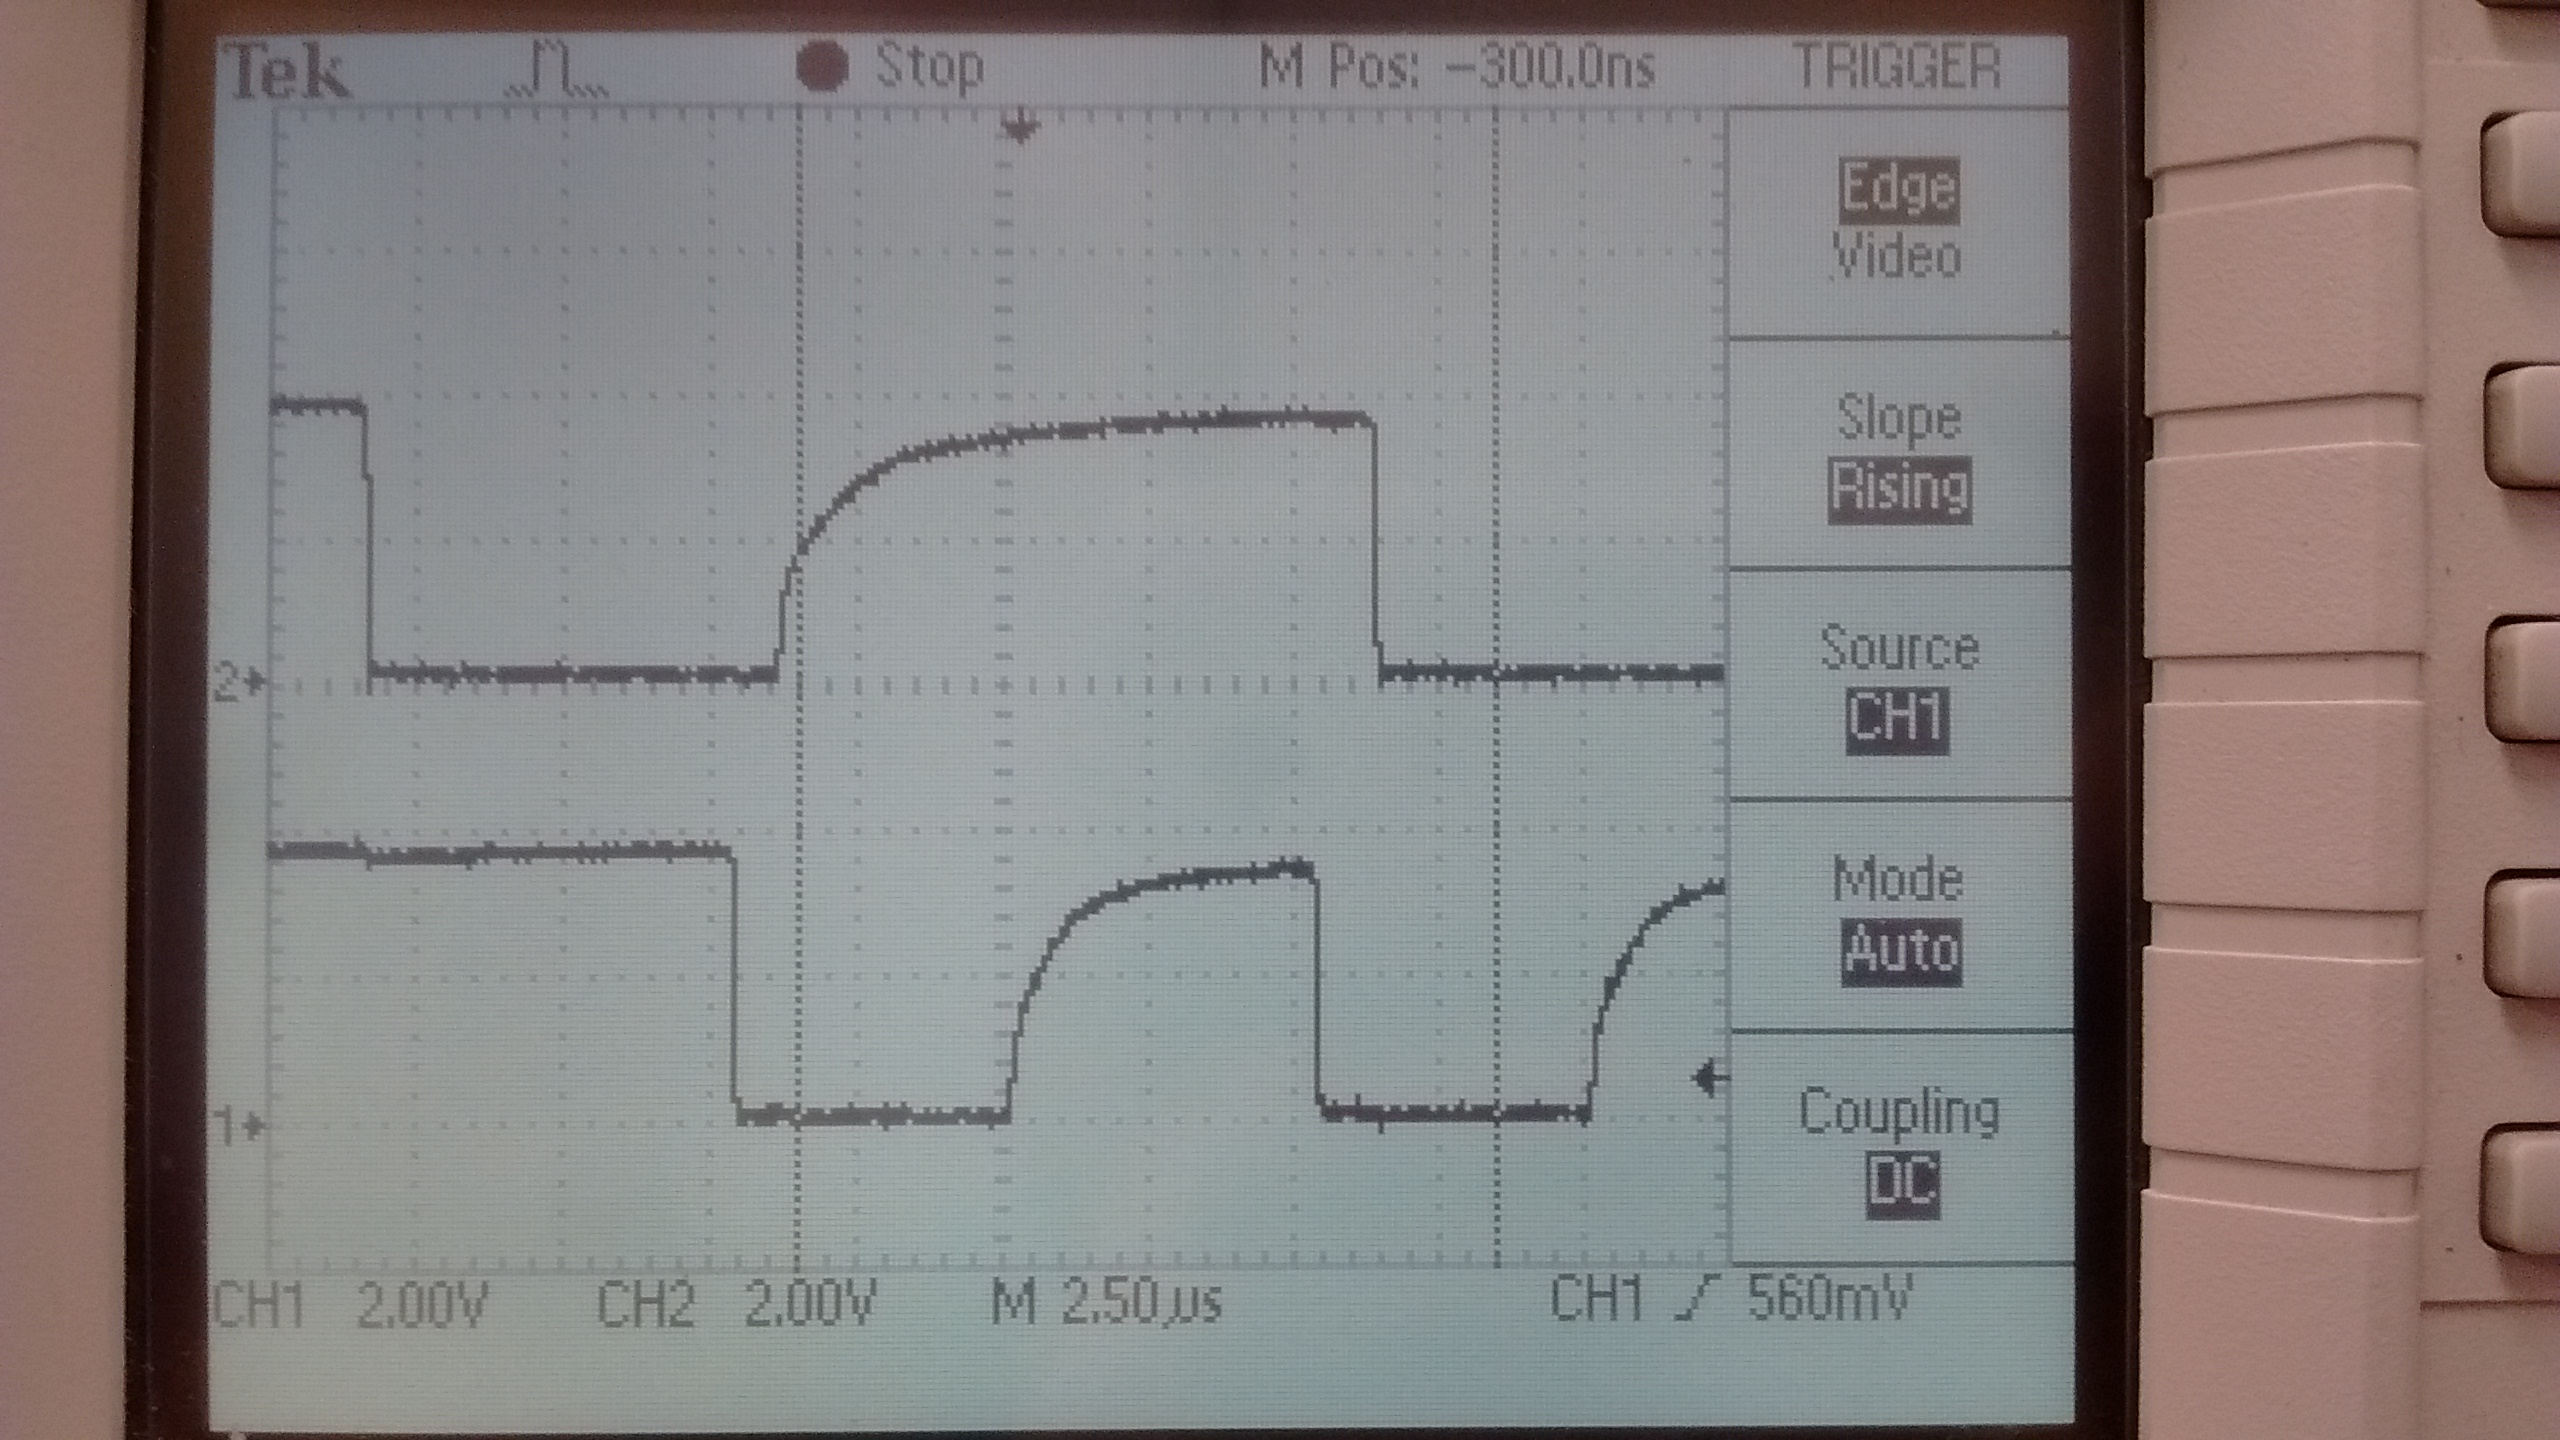 Tek Stop M Pos: -300.0ns TRIGGER
Edge
Video
Slope
Rising
Source
CH1
Mode
Auto
Coupling
DC
2
1
CH1 2.00V CH2 2.00V M 2.50µs CH1 560mV